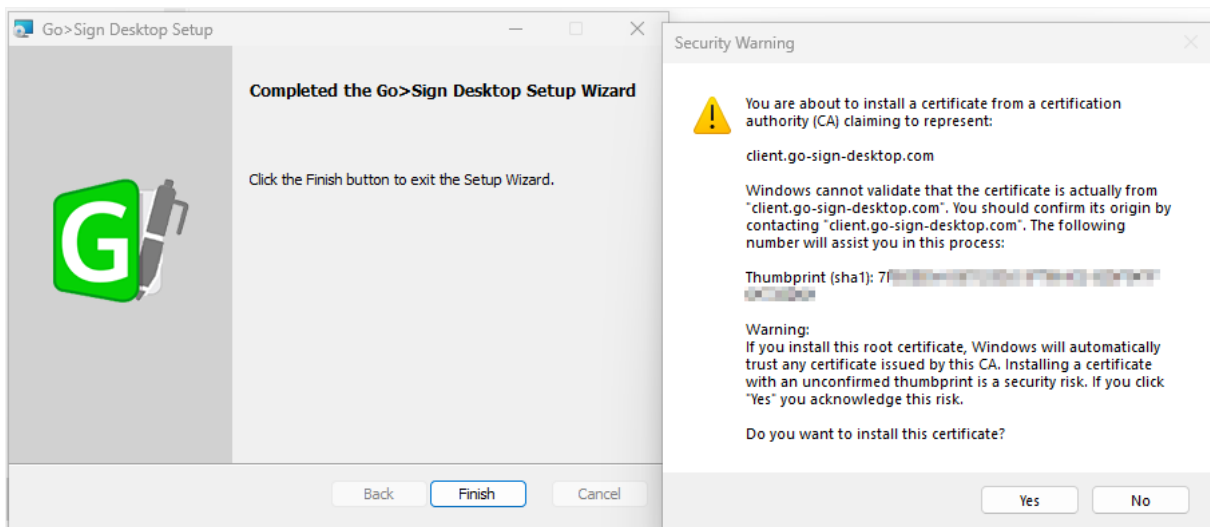 Go>Sign Desktop Setup
Completed the Go>Sign Desktop Setup Wizard
Click the Finish button to exit the Setup Wizard.
G
Back
Finish
Cancel
Security Warning
You are about to install a certificate from a certification
authority (CA) claiming to represent:
client.go-sign-desktop.com
Windows cannot validate that the certificate is actually from
"client.go-sign-desktop.com". You should confirm its origin by
contacting "client.go-sign-desktop.com". The following
number will assist you in this process:
Thumbprint (sha1):
Warning:
If you install this root certificate, Windows will automatically
trust any certificate issued by this CA. Installing a certificate
with an unconfirmed thumbprint is a security risk. If you click
"Yes" you acknowledge this risk.
Do you want to install this certificate?
Yes
No